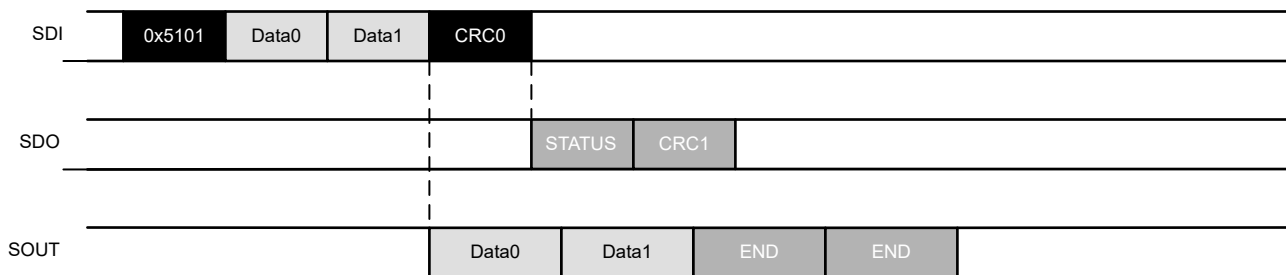 SDI 0x5101 Data0 Data1 CRC0
SDO STATUS CRC1
SOUT Data0 Data1 END END